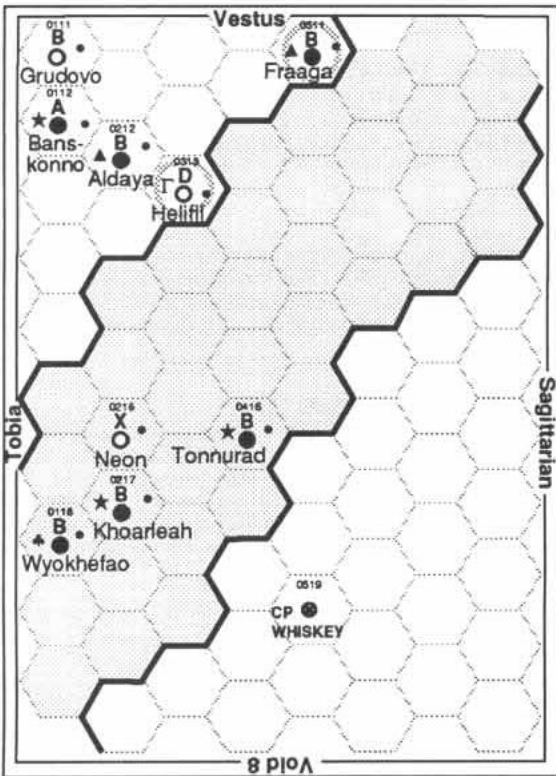 Vestus
0111
B
Grudovo
0511
B
Fraaga
0112
A
Bans-
konno
0212
B
Aldaya
0313
Γ D
Helifil
Tobia
Sagittarian
0216
X
Neon
0416
B
Tonnurad
0217
B
Khoarleah
0118
B
Wyokhefao
0519
CP
WHISKEY
Void 8